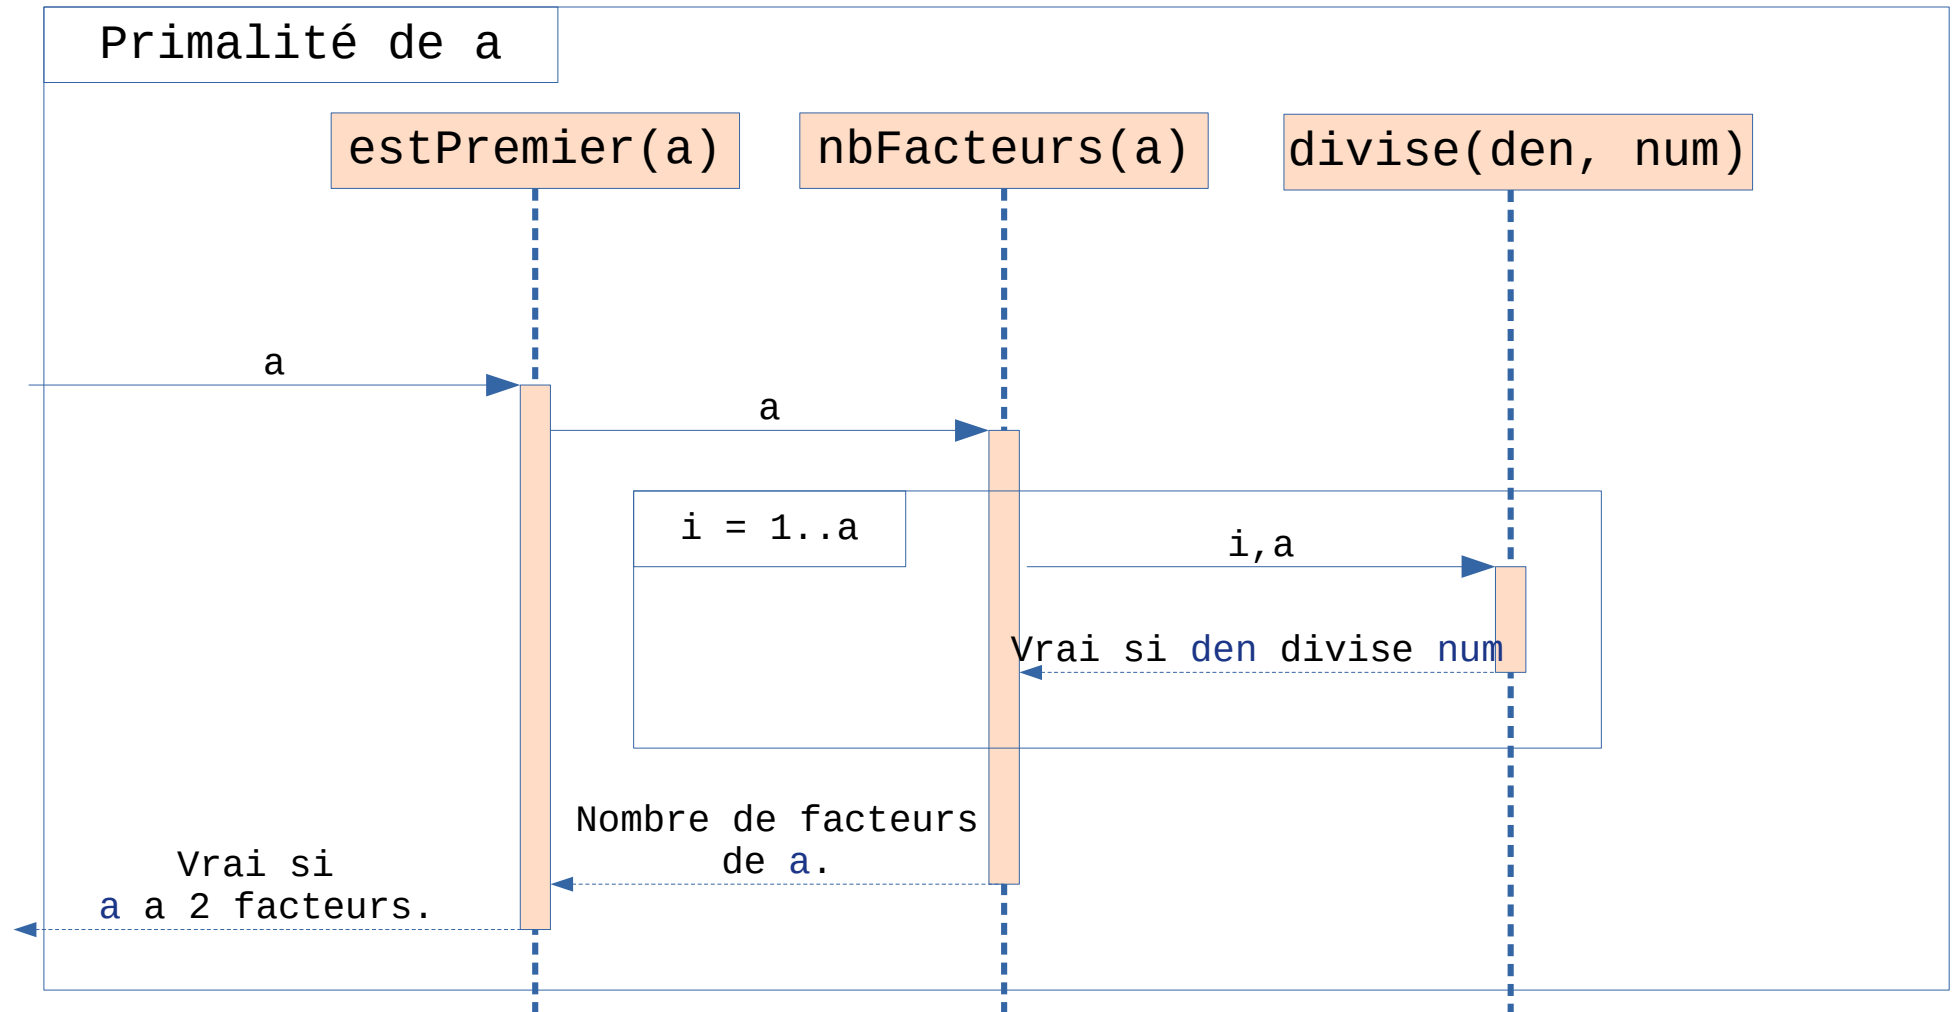 Primalité de a
estPremier(a)
nbFacteurs(a)
divise(den, num)
a
a
i = 1..a
i,a
Vrai si den divise num
Nombre de facteurs
de a.
Vrai si
a a 2 facteurs.